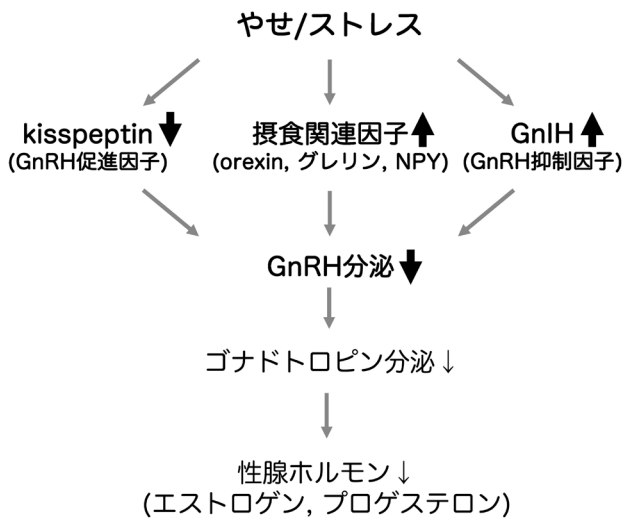 やせ/ストレス
kisspeptin 摂食関連因子 GnIH
(GnRH促進因子) (orexin, グレリン, NPY) (GnRH抑制因子)
GnRH分泌
ゴナドトロピン分泌↓
性腺ホルモン↓
(エストロゲン, プロゲステロン)